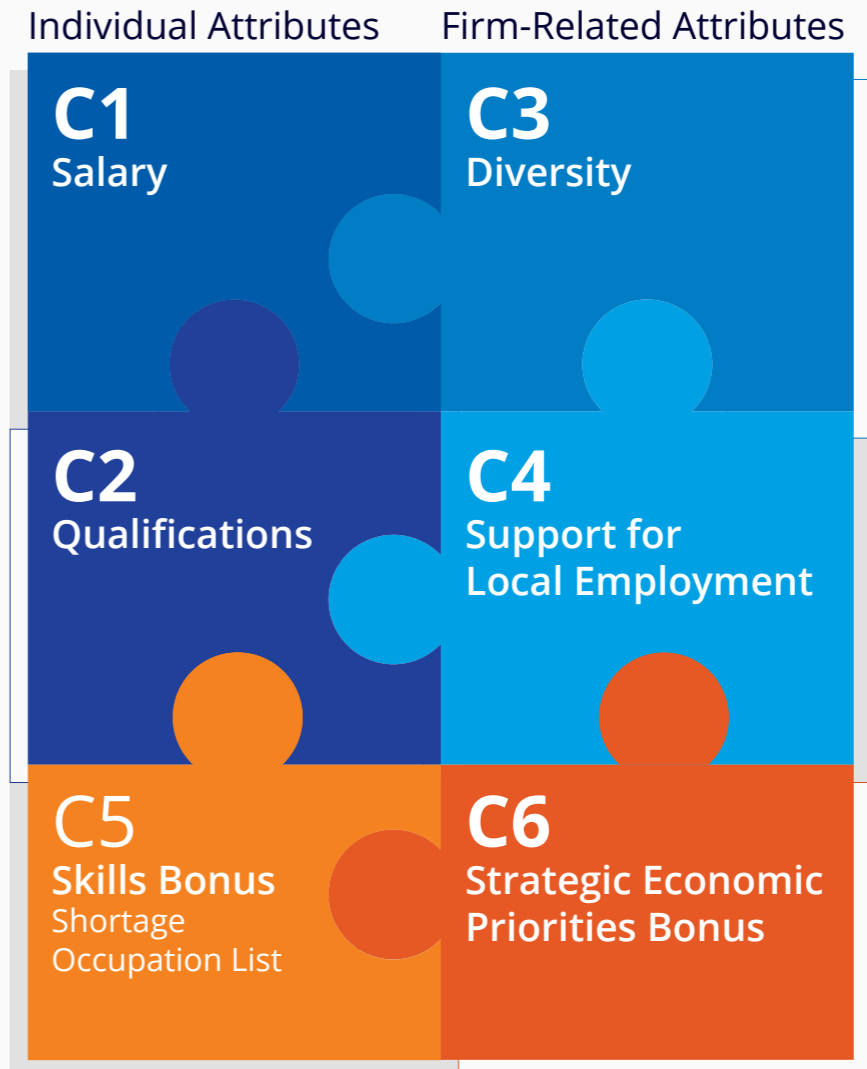 Individual Attributes
Firm-Related Attributes
C1
Salary
C3
Diversity
C2
Qualifications
C4
Support for
Local Employment
C5
Skills Bonus
Shortage
Occupation List
C6
Strategic Economic
Priorities Bonus